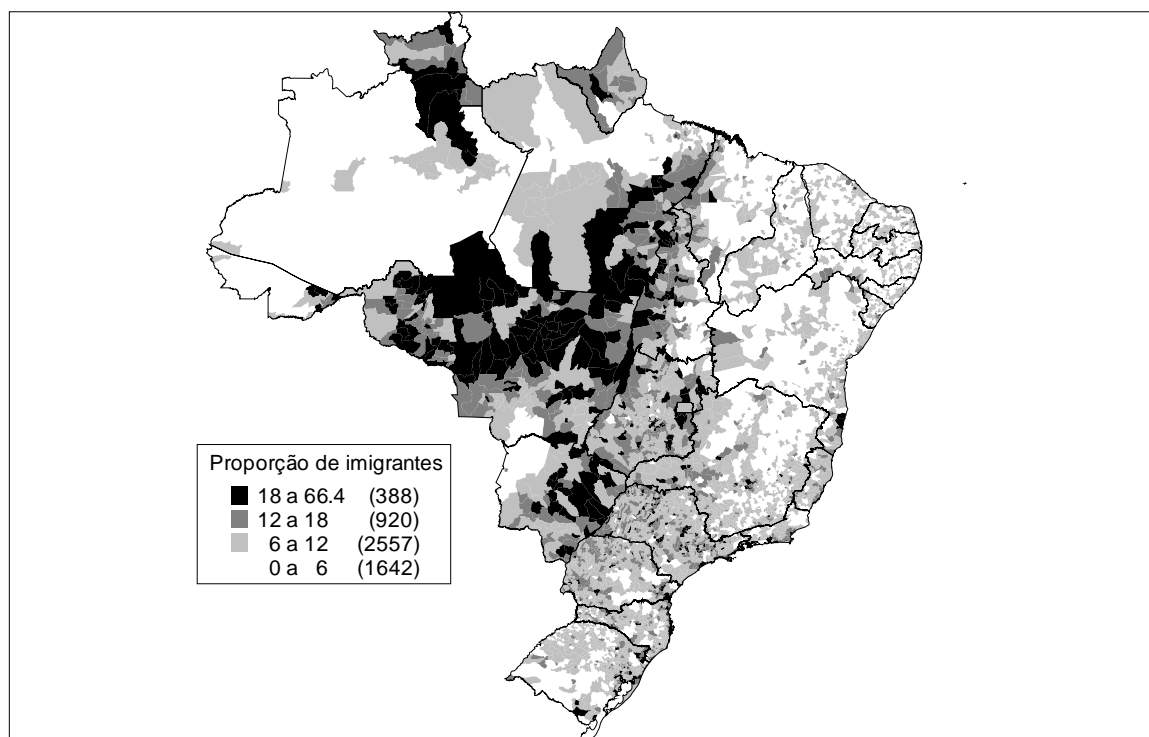 Proporção de imigrantes
18 a 66.4 (388)
12 a 18 (920)
6 a 12 (2557)
0 a 6 (1642)